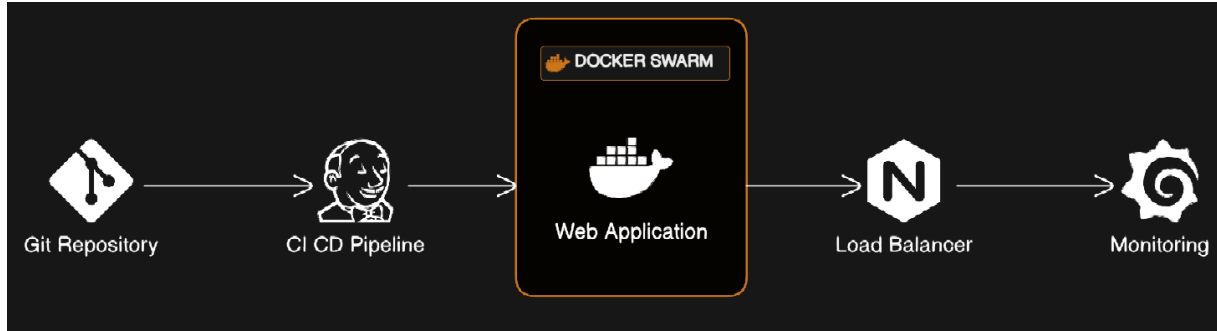 DOCKER SWARM
Git Repository
CI CD Pipeline
Web Application
N
Load Balancer
Monitoring